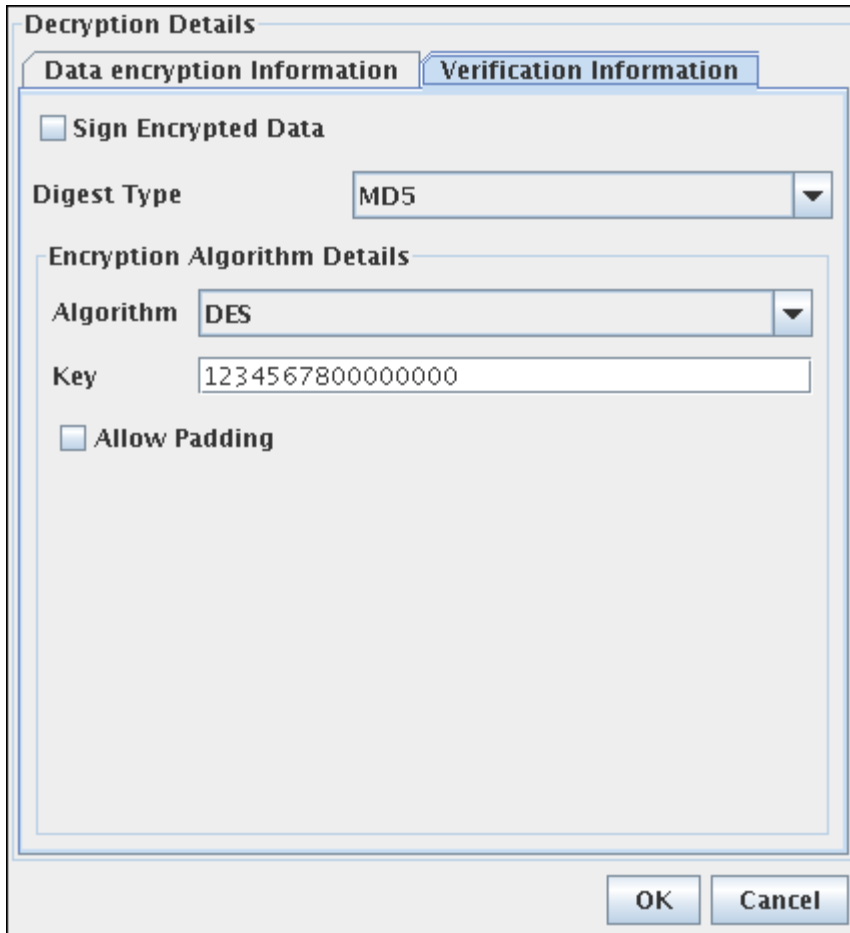 Decryption Details
Data encryption Information Verification Information
Sign Encrypted Data
Digest Type MD5
Encryption Algorithm Details
Algorithm DES
Key 1234567800000000
Allow Padding
OK Cancel